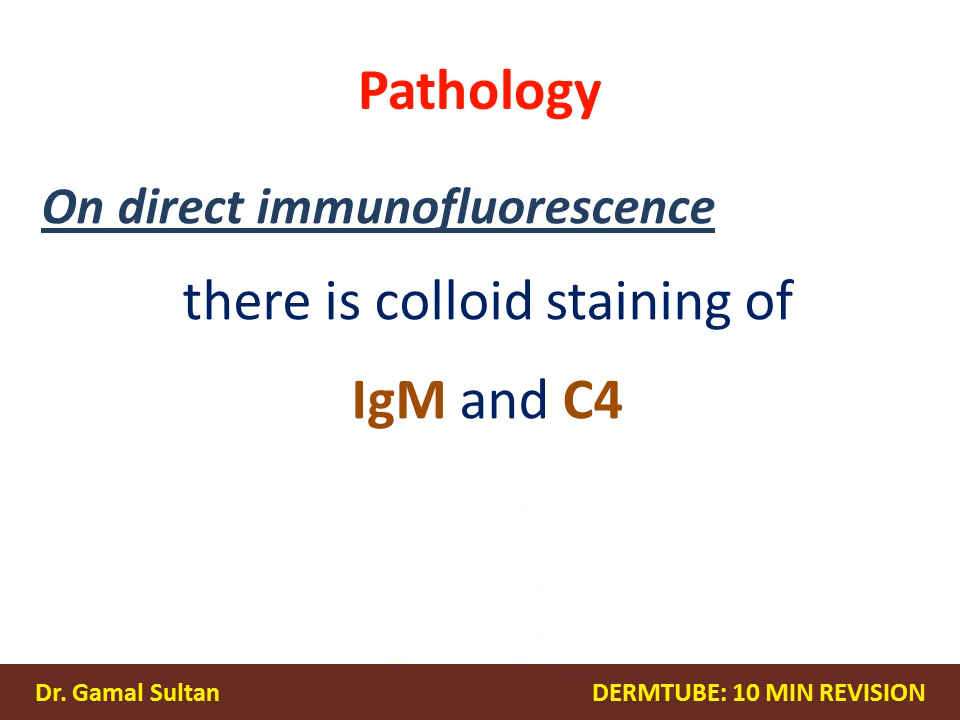 Pathology
On direct immunofluorescence
there is colloid staining of
IgM and C4
Dr. Gamal Sultan
DERMTUBE: 10 MIN REVISION